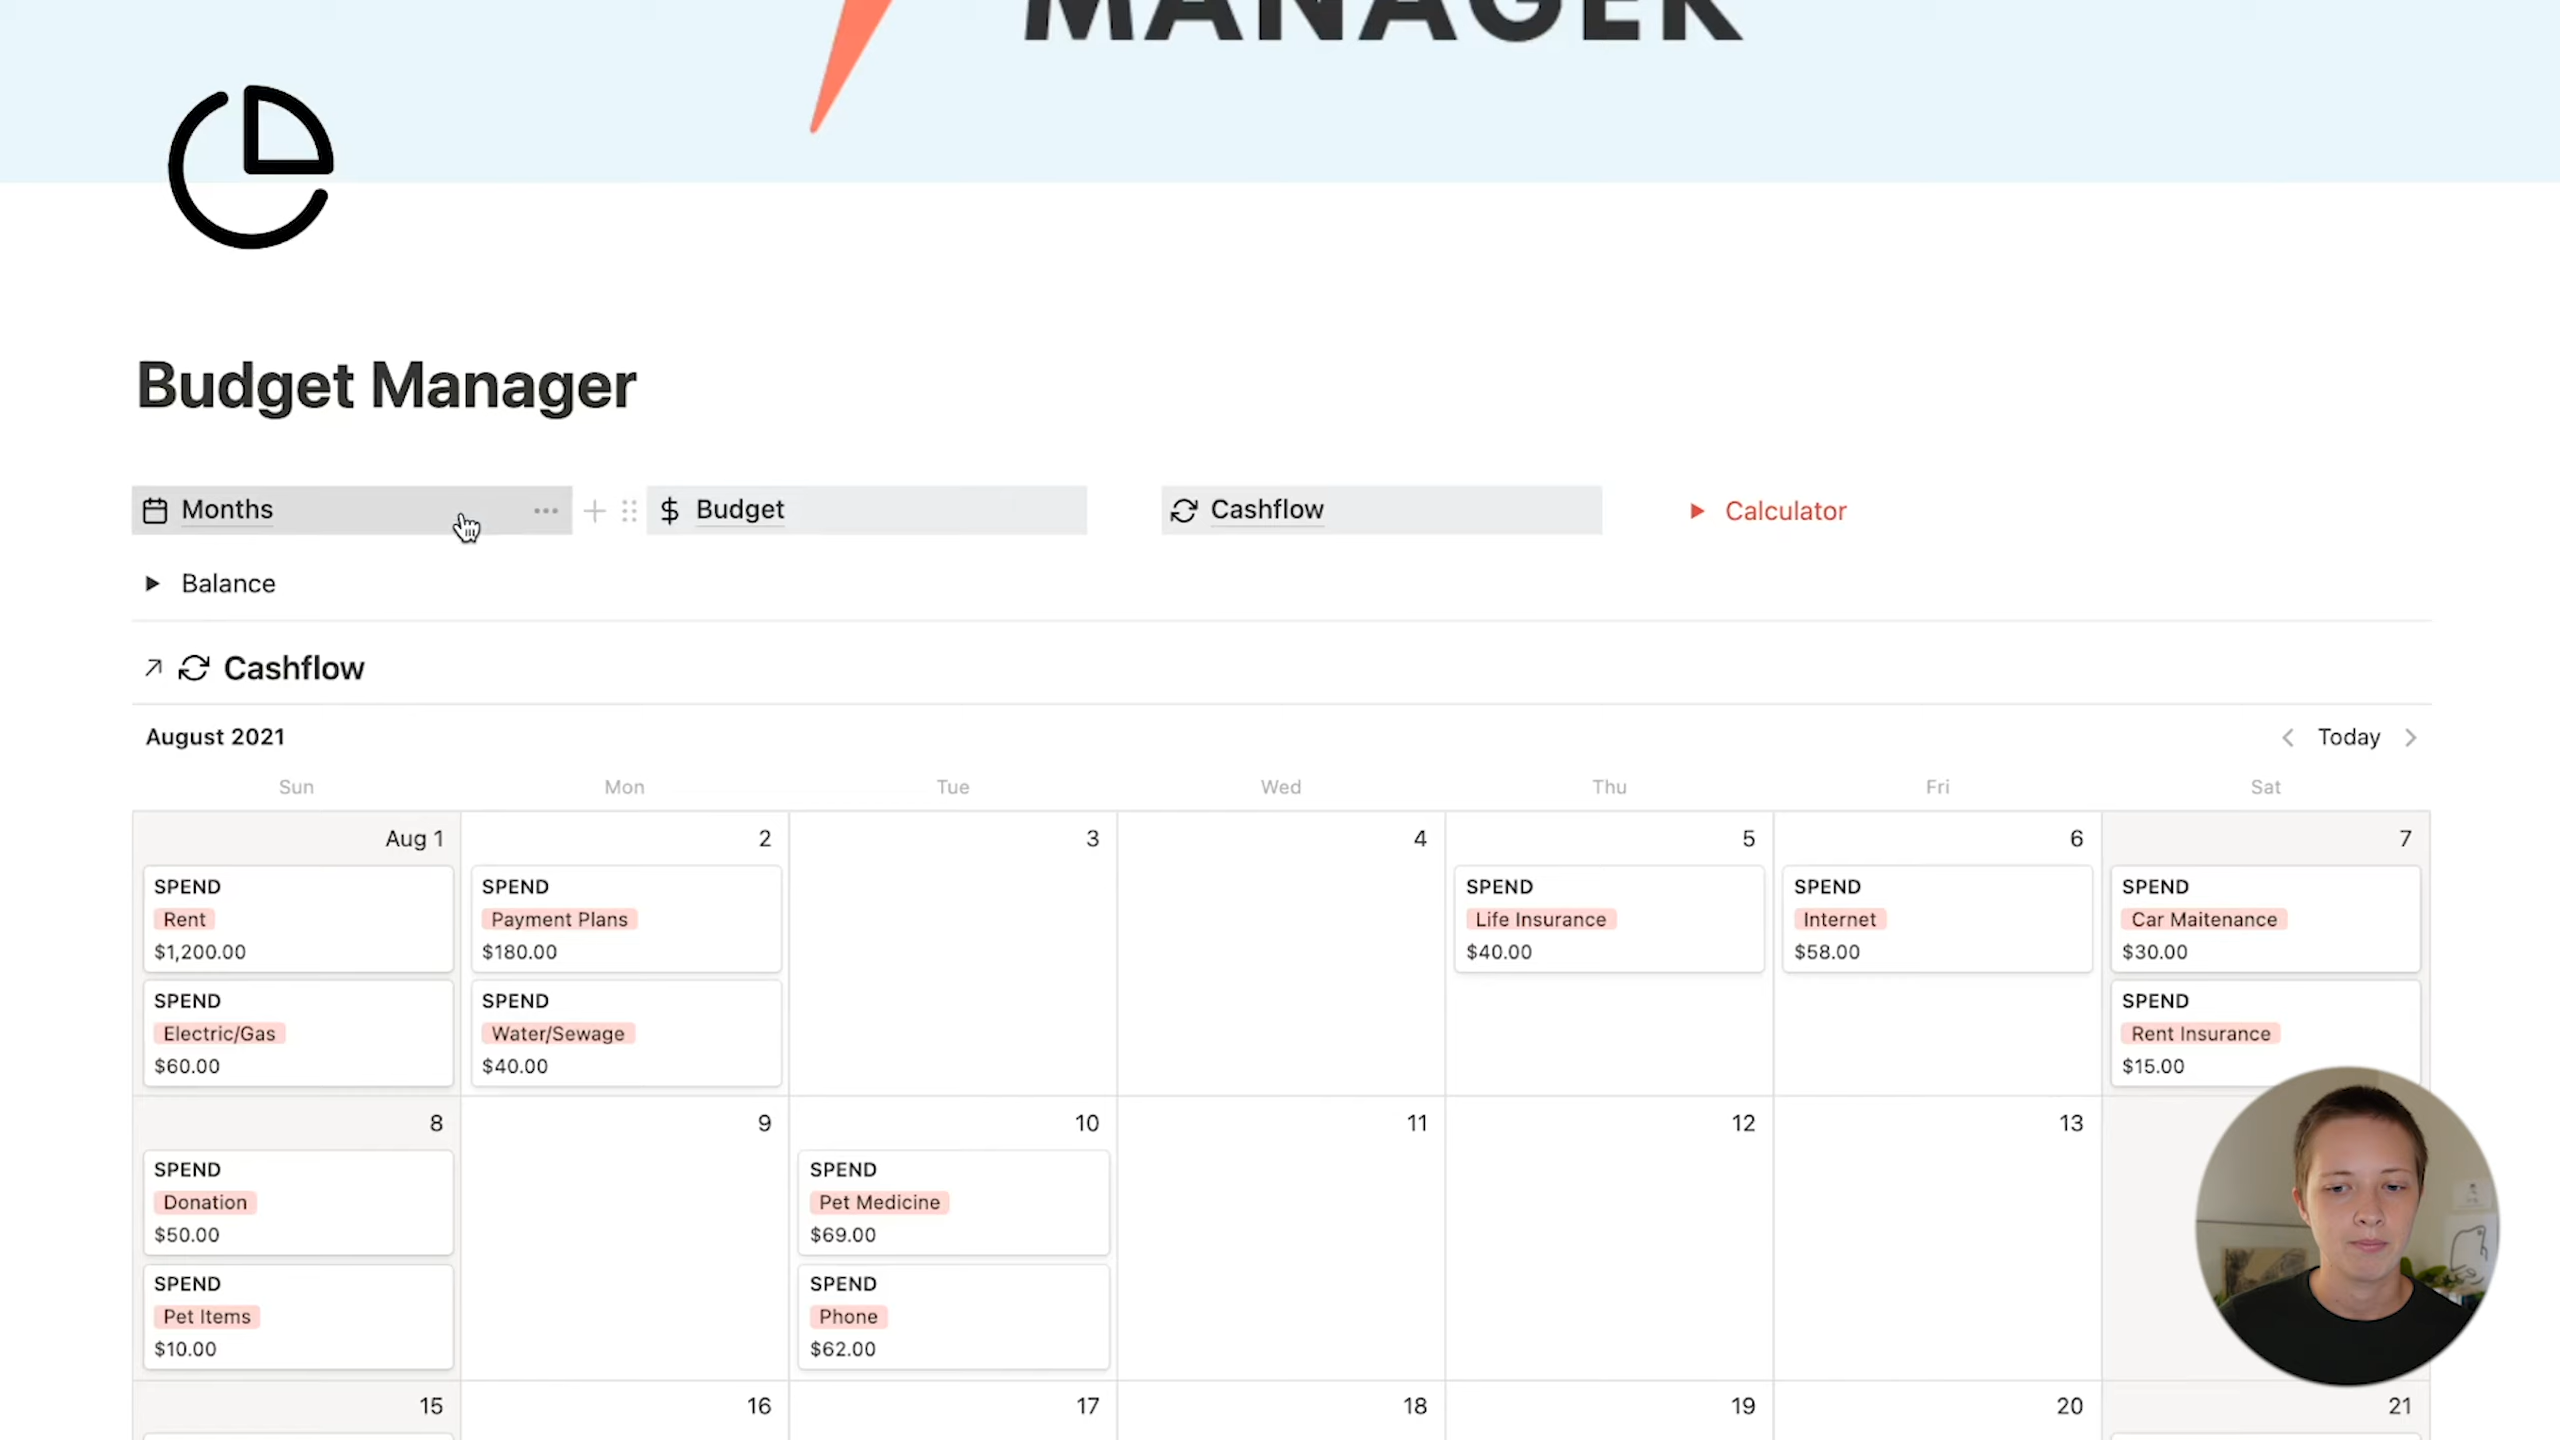 MANAGER
Budget Manager
Months
Budget
Cashflow
Calculator
Balance
Cashflow
August 2021
Today
Sun Mon Tue Wed Thu Fri Sat
Aug 1 2 3 4 5 6 7
SPEND SPEND SPEND SPEND SPEND
Rent Payment Plans Life Insurance Internet Car Maitenance
$1,200.00 $180.00 $40.00 $58.00 $30.00
SPEND SPEND SPEND
Electric/Gas Water/Sewage Rent Insurance
$60.00 $40.00 $15.00
8 9 10 11 12 13
SPEND SPEND
Donation Pet Medicine
$50.00 $69.00
SPEND SPEND
Pet Items Phone
$10.00 $62.00
15 16 17 18 19 20 21